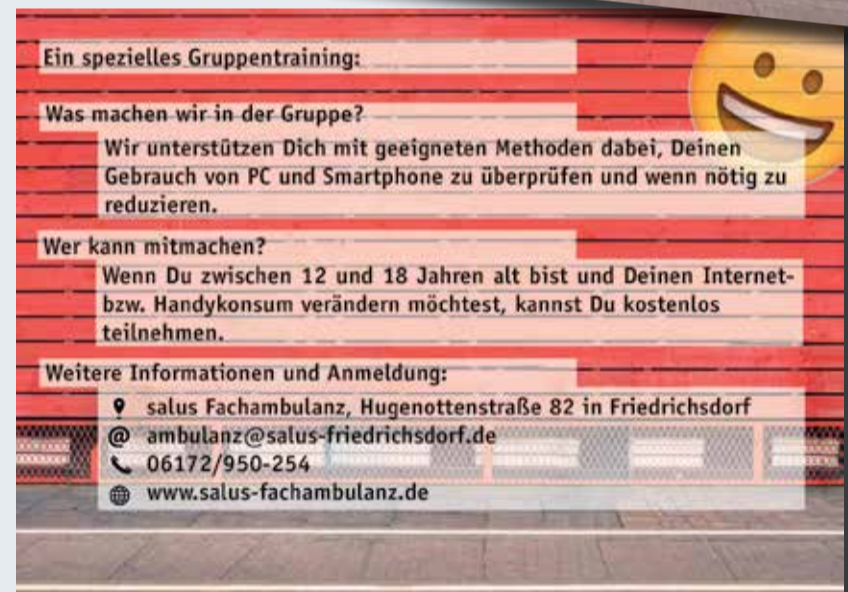 Ein spezielles Gruppentraining:
Was machen wir in der Gruppe?
Wir unterstützen Dich mit geeigneten Methoden dabei, Deinen
Gebrauch von PC und Smartphone zu überprüfen und wenn nötig zu
reduzieren.
Wer kann mitmachen?
Wenn Du zwischen 12 und 18 Jahren alt bist und Deinen Internet-
bzw. Handykonsum verändern möchtest, kannst Du kostenlos
teilnehmen.
Weitere Informationen und Anmeldung:
salus Fachambulanz, Hugenottenstraße 82 in Friedrichsdorf
@ ambulanz@salus-friedrichsdorf.de
06172/950-254
www.salus-fachambulanz.de